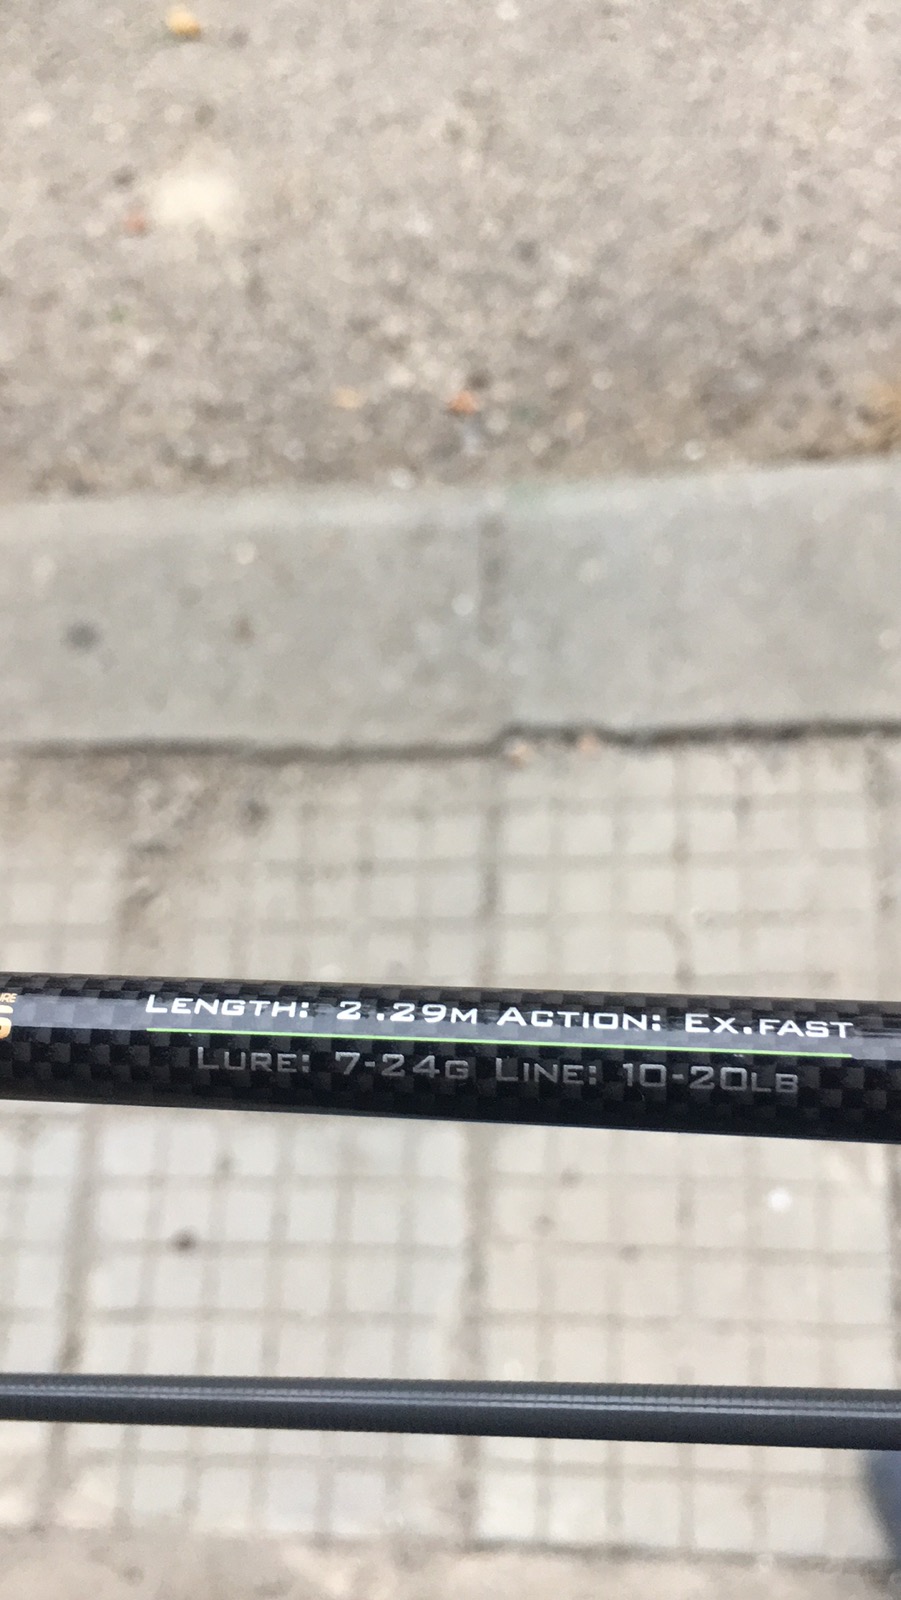 LENGTH: 2.29M ACTION: EX.FAST
LURE: 7-24G LINE: 10-20LB